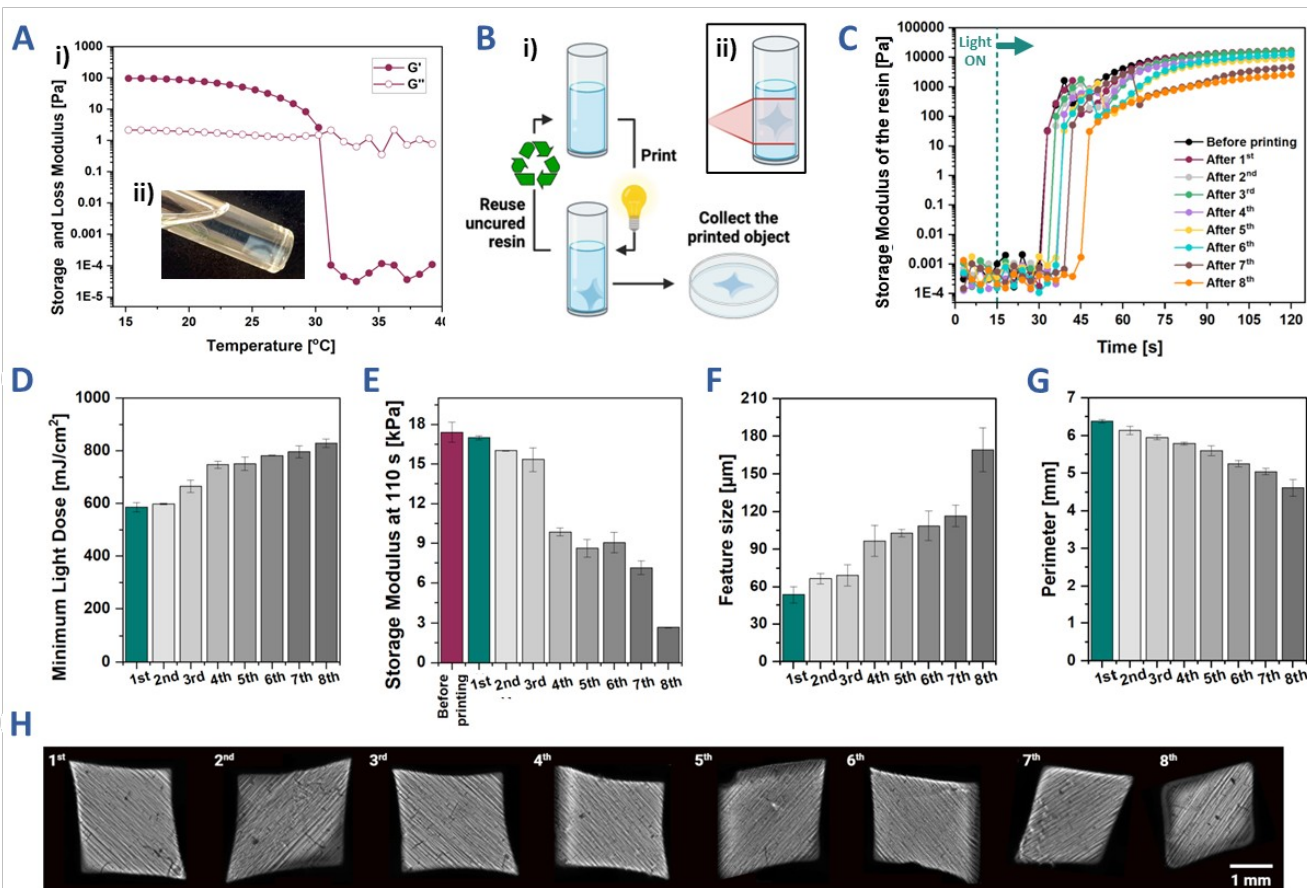 A
i)
Storage and Loss Modulus [Pa]
1000
100
10
1
0.1
0.01
0.001
1E-4
1E-5
G'
G''
ii)
15
20
25
30
35
40
Temperature [°C]
B
i)
Print
Reuse
uncured
resin
Collect the
printed object
ii)
C
Light
ON
Storage Modulus of the resin [Pa]
100000
10000
1000
100
10
1
0.1
0.01
0.001
1E-4
Before printing
After 1st
After 2nd
After 3rd
After 4th
After 5th
After 6th
After 7th
After 8th
0
15
30
45
60
75
90
105
120
Time [s]
D
Minimum Light Dose [mJ/cm²]
1000
800
600
400
200
0
1st 2nd 3rd 4th 5th 6th 7th 8th
E
Storage Modulus at 110 s [kPa]
18
15
12
9
6
3
0
Before
printing
1st 2nd 3rd 4th 5th 6th 7th 8th
F
Feature size [µm]
210
180
150
120
90
60
30
0
1st 2nd 3rd 4th 5th 6th 7th 8th
G
Perimeter [mm]
7
6
5
4
3
2
1
0
1st 2nd 3rd 4th 5th 6th 7th 8th
H
1st 2nd 3rd 4th 5th 6th 7th 8th
1 mm